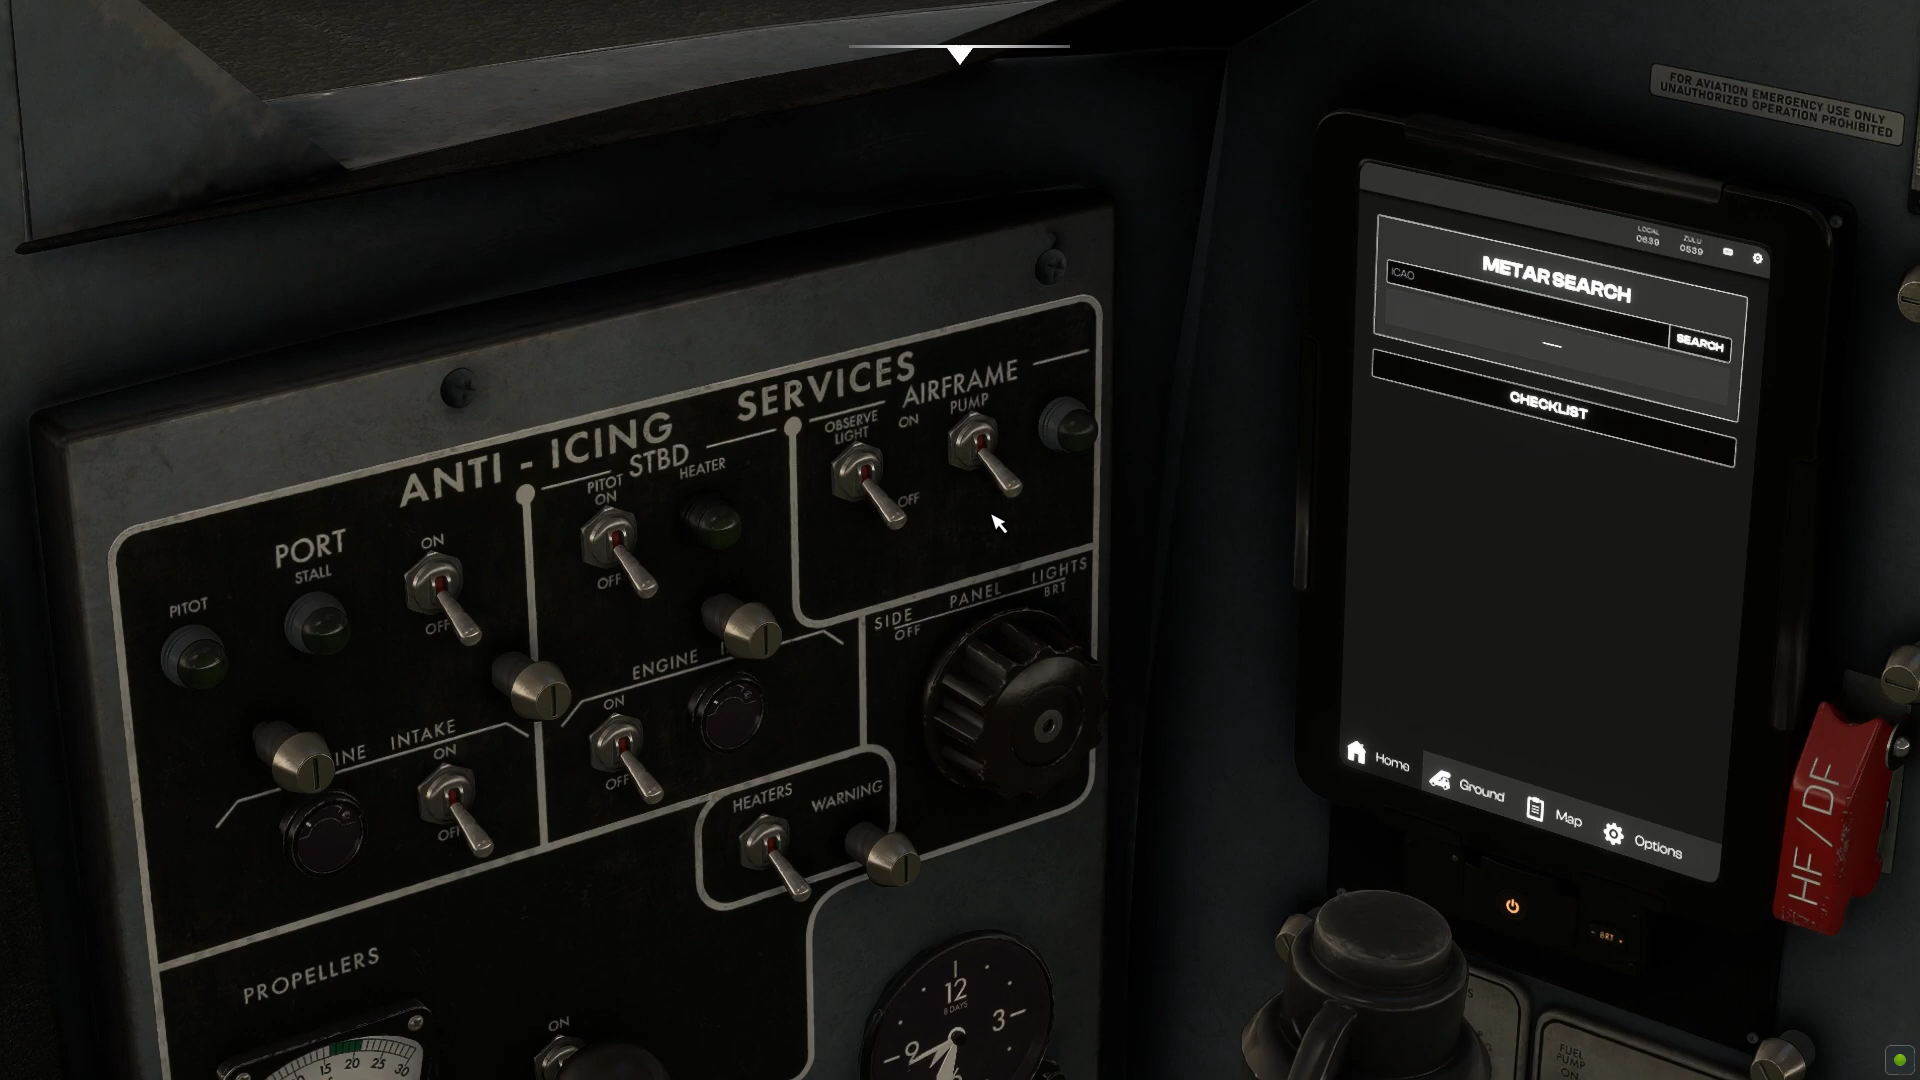 FOR AVIATION EMERGENCY USE ONLY
UNAUTHORIZED OPERATION PROHIBITED
LOCAL
0639
ZULU
0539
METAR SEARCH
ICAO
SEARCH
CHECKLIST
Home
Ground
Map
Options
BRT
HF/DF
ANTI - ICING SERVICES
PORT
PITOT
STALL
ON
OFF
STBD
PITOT
HEATER
ON
OFF
AIRFRAME
OBSERVE
LIGHT
ON
PUMP
OFF
INE INTAKE
ON
OFF
ENGINE
ON
OFF
SIDE PANEL LIGHTS
OFF
BRT
HEATERS
WARNING
PROPELLERS
15 20 25 30
ON
12
8 DAYS
3
9
FUEL
PUMP
ON